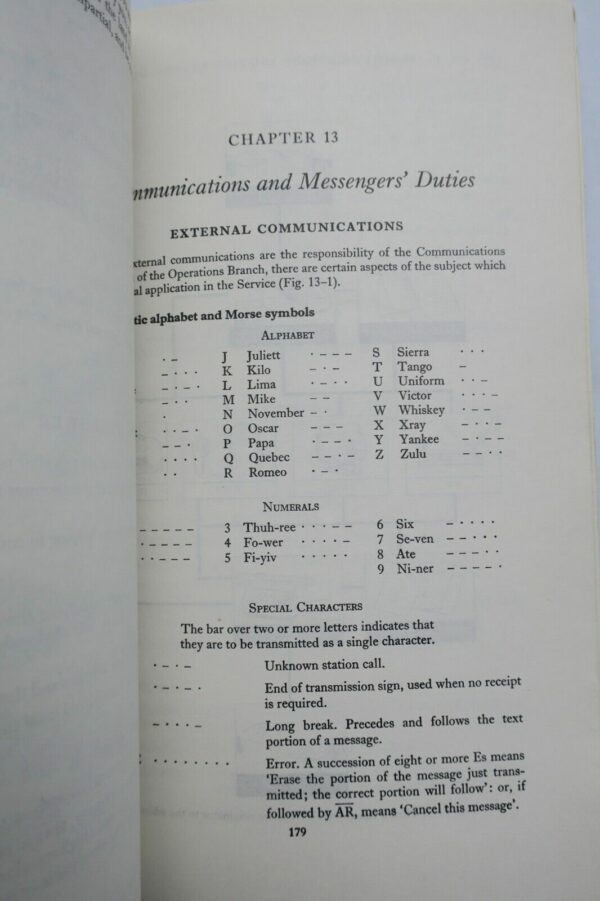 the
partial, and
CHAPTER 13
mmunications and Messengers' Duties
EXTERNAL COMMUNICATIONS
xternal communications are the responsibility of the Communications
of the Operations Branch, there are certain aspects of the subject which
al application in the Service (Fig. 13–1).
tic alphabet and Morse symbols
ALPHABET
· – J Juliett · – – – S Sierra · · ·
– · · · K Kilo – · – T Tango –
– · – · L Lima · – · · U Uniform · · –
– · · M Mike – – V Victor · · · –
· N November – · W Whiskey · – –
· · – · O Oscar – – – X Xray – · · –
– – · P Papa · – – · Y Yankee – · – –
· · · · Q Quebec – – · – Z Zulu – – · ·
· · R Romeo · – ·
NUMERALS
– – – – – 3 Thuh-ree · · · – – 6 Six – · · · ·
· – – – – 4 Fo-wer · · · · – 7 Se-ven – – · · ·
· · – – – 5 Fi-yiv · · · · · 8 Ate – – – · ·
9 Ni-ner – – – – ·
SPECIAL CHARACTERS
The bar over two or more letters indicates that
they are to be transmitted as a single character.
· – · – Unknown station call.
· – · – · End of transmission sign, used when no receipt
is required.
– · · · – Long break. Precedes and follows the text
portion of a message.
: · · · · · · · · Error. A succession of eight or more Es means
'Erase the portion of the message just trans-
mitted; the correct portion will follow': or, if
followed by A̅R̅, means 'Cancel this message'.
179